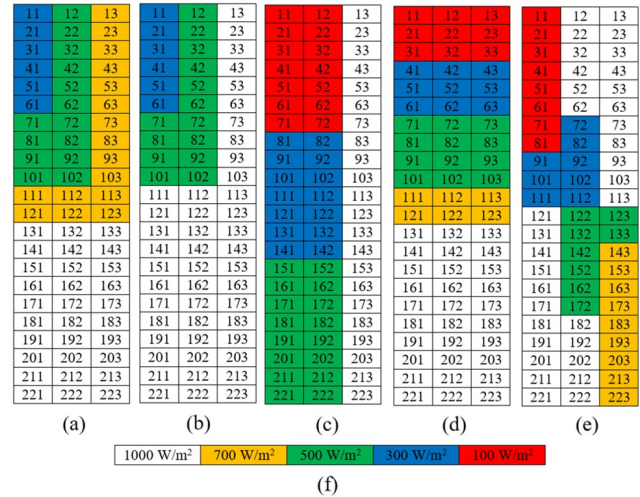 11 12 13 11 12 13 11 12 13 11 12 13 11 12 13
21 22 23 21 22 23 21 22 23 21 22 23 21 22 23
31 32 33 31 32 33 31 32 33 31 32 33 31 32 33
41 42 43 41 42 43 41 42 43 41 42 43 41 42 43
51 52 53 51 52 53 51 52 53 51 52 53 51 52 53
61 62 63 61 62 63 61 62 63 61 62 63 61 62 63
71 72 73 71 72 73 71 72 73 71 72 73 71 72 73
81 82 83 81 82 83 81 82 83 81 82 83 81 82 83
91 92 93 91 92 93 91 92 93 91 92 93 91 92 93
101 102 103 101 102 103 101 102 103 101 102 103 101 102 103
111 112 113 111 112 113 111 112 113 111 112 113 111 112 113
121 122 123 121 122 123 121 122 123 121 122 123 121 122 123
131 132 133 131 132 133 131 132 133 131 132 133 131 132 133
141 142 143 141 142 143 141 142 143 141 142 143 141 142 143
151 152 153 151 152 153 151 152 153 151 152 153 151 152 153
161 162 163 161 162 163 161 162 163 161 162 163 161 162 163
171 172 173 171 172 173 171 172 173 171 172 173 171 172 173
181 182 183 181 182 183 181 182 183 181 182 183 181 182 183
191 192 193 191 192 193 191 192 193 191 192 193 191 192 193
201 202 203 201 202 203 201 202 203 201 202 203 201 202 203
211 212 213 211 212 213 211 212 213 211 212 213 211 212 213
221 222 223 221 222 223 221 222 223 221 222 223 221 222 223
(a) (b) (c) (d) (e)
1000 W/m² 700 W/m² 500 W/m² 300 W/m² 100 W/m²
(f)